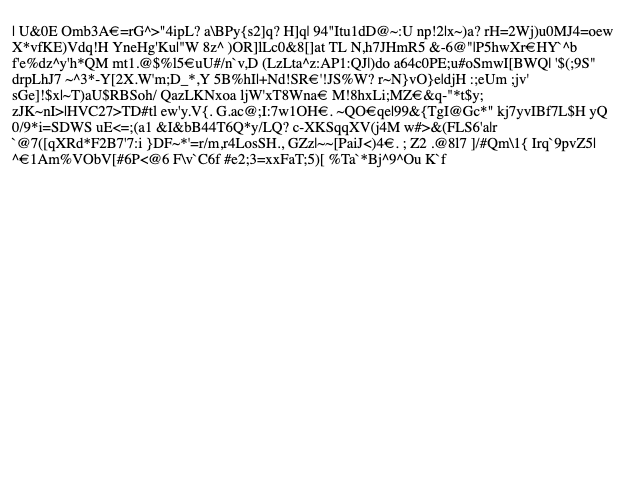 | U&0E Omb3A€=rG^>"4ipL? a\BPy{s2]q? H]q| 94"Itu1dD@~:U np!2|x~)a? rH=2Wj)u0MJ4=oew
X*vfKE)Vdq!H YneHg'Ku|"W 8z^ )OR]lLc0&8[]at TL N,h7JHmR5 &-6@"|P5hwXr€HY`^b
f'e%dz^y'h*QM mt1.@$%l5€uU#/n`v,D (LzLta^z:AP1:QJ|)do a64c0PE;u#oSmwI[BWQ| '$(;9S"
drpLhJ7 ~^3*-Y[2X.W'm;D_*,Y 5B%hI|+Nd!SR€'!JS%W? r~N}vO}e|djH :;eUm ;jv'
sGe]!$x|~T)aU$RBSoh/ QazLKNxoa ljW'xT8Wna€ M!8hxLi;MZ€&q-"*t$y;
zJK~nI>|HVC27>TD#tl ew'y.V{. G.ac@;I:7w1OH€. ~QO€qe|99&{TgI@Gc*" kj7yvIBf7L$H yQ
0/9*i=SDWS uE<=;(a1 &I&bB44T6Q*y/LQ? c-XKSqqXV(j4M w#>&(FLS6'a|r
`@7([qXRd*F2B7'7:i }DF~*'=r/m,r4LosSH., GZz|~~[PaiJ<)4€. ; Z2 .@8l7 ]/#Qm\1{ Irq`9pvZ5|
^€1Am%VObV[#6P<@6 F\v`C6f #e2;3=xxFaT;5)[ %Ta`*Bj^9^Ou K`f